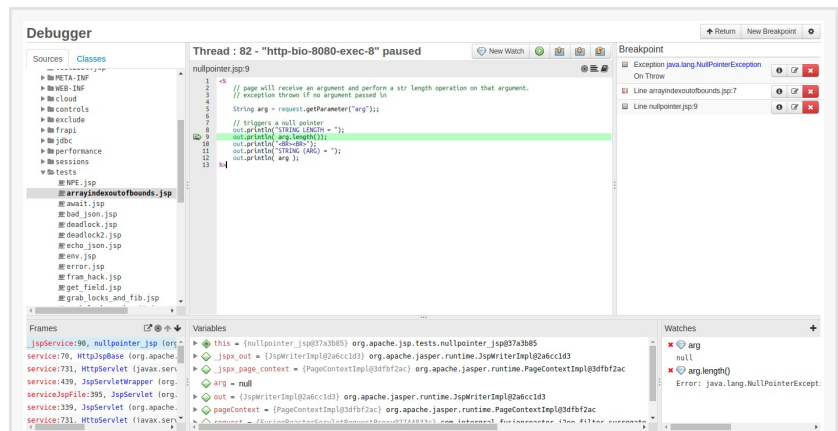 Debugger
Return New Breakpoint
Sources Classes
META-INF
WEB-INF
cloud
controls
exclude
frapi
jdbc
performance
sessions
tests
NPE.jsp
arrayindexoutofbounds.jsp
await.jsp
bad_json.jsp
deadlock.jsp
deadlock2.jsp
echo_json.jsp
env.jsp
error.jsp
fram_hack.jsp
get_field.jsp
grab_locks_and_fib.jsp
Thread : 82 - "http-bio-8080-exec-8" paused
New Watch
nullpointer.jsp:9
1 <%
2 // page will receive an argument and perform a str length operation on that argument.
3 // exception thrown if no argument passed in
4
5 String arg = request.getParameter("arg");;
6
7 // triggers a null pointer
8 out.println("STRING LENGTH = ");
9 out.println( arg.length());
10 out.println("<BR><BR>");
11 out.println("STRING (ARG) = ");
12 out.println( arg );
13 %>
Breakpoint
Exception java.lang.NullPointerException
On Throw
Line arrayindexoutofbounds.jsp:7
Line nullpointer.jsp:9
Frames
_jspService:90, nullpointer_jsp (org
service:70, HttpJspBase (org.apache.
service:731, HttpServlet (javax.serv
service:439, JspServletWrapper (org.
serviceJspFile:395, JspServlet (org.
service:339, JspServlet (org.apache.
service:731, HttpServlet (javax.serv
Variables
this = {nullpointer_jsp@37a3b85} org.apache.jsp.tests.nullpointer_jsp@37a3b85
_jspx_out = {JspWriterImpl@2a6cc1d3} org.apache.jasper.runtime.JspWriterImpl@2a6cc1d3
_jspx_page_context = {PageContextImpl@3dfbf2ac} org.apache.jasper.runtime.PageContextImpl@3dfbf2ac
arg = null
out = {JspWriterImpl@2a6cc1d3} org.apache.jasper.runtime.JspWriterImpl@2a6cc1d3
pageContext = {PageContextImpl@3dfbf2ac} org.apache.jasper.runtime.PageContextImpl@3dfbf2ac
Watches
arg
null
arg.length()
Error: java.lang.NullPointerExcept